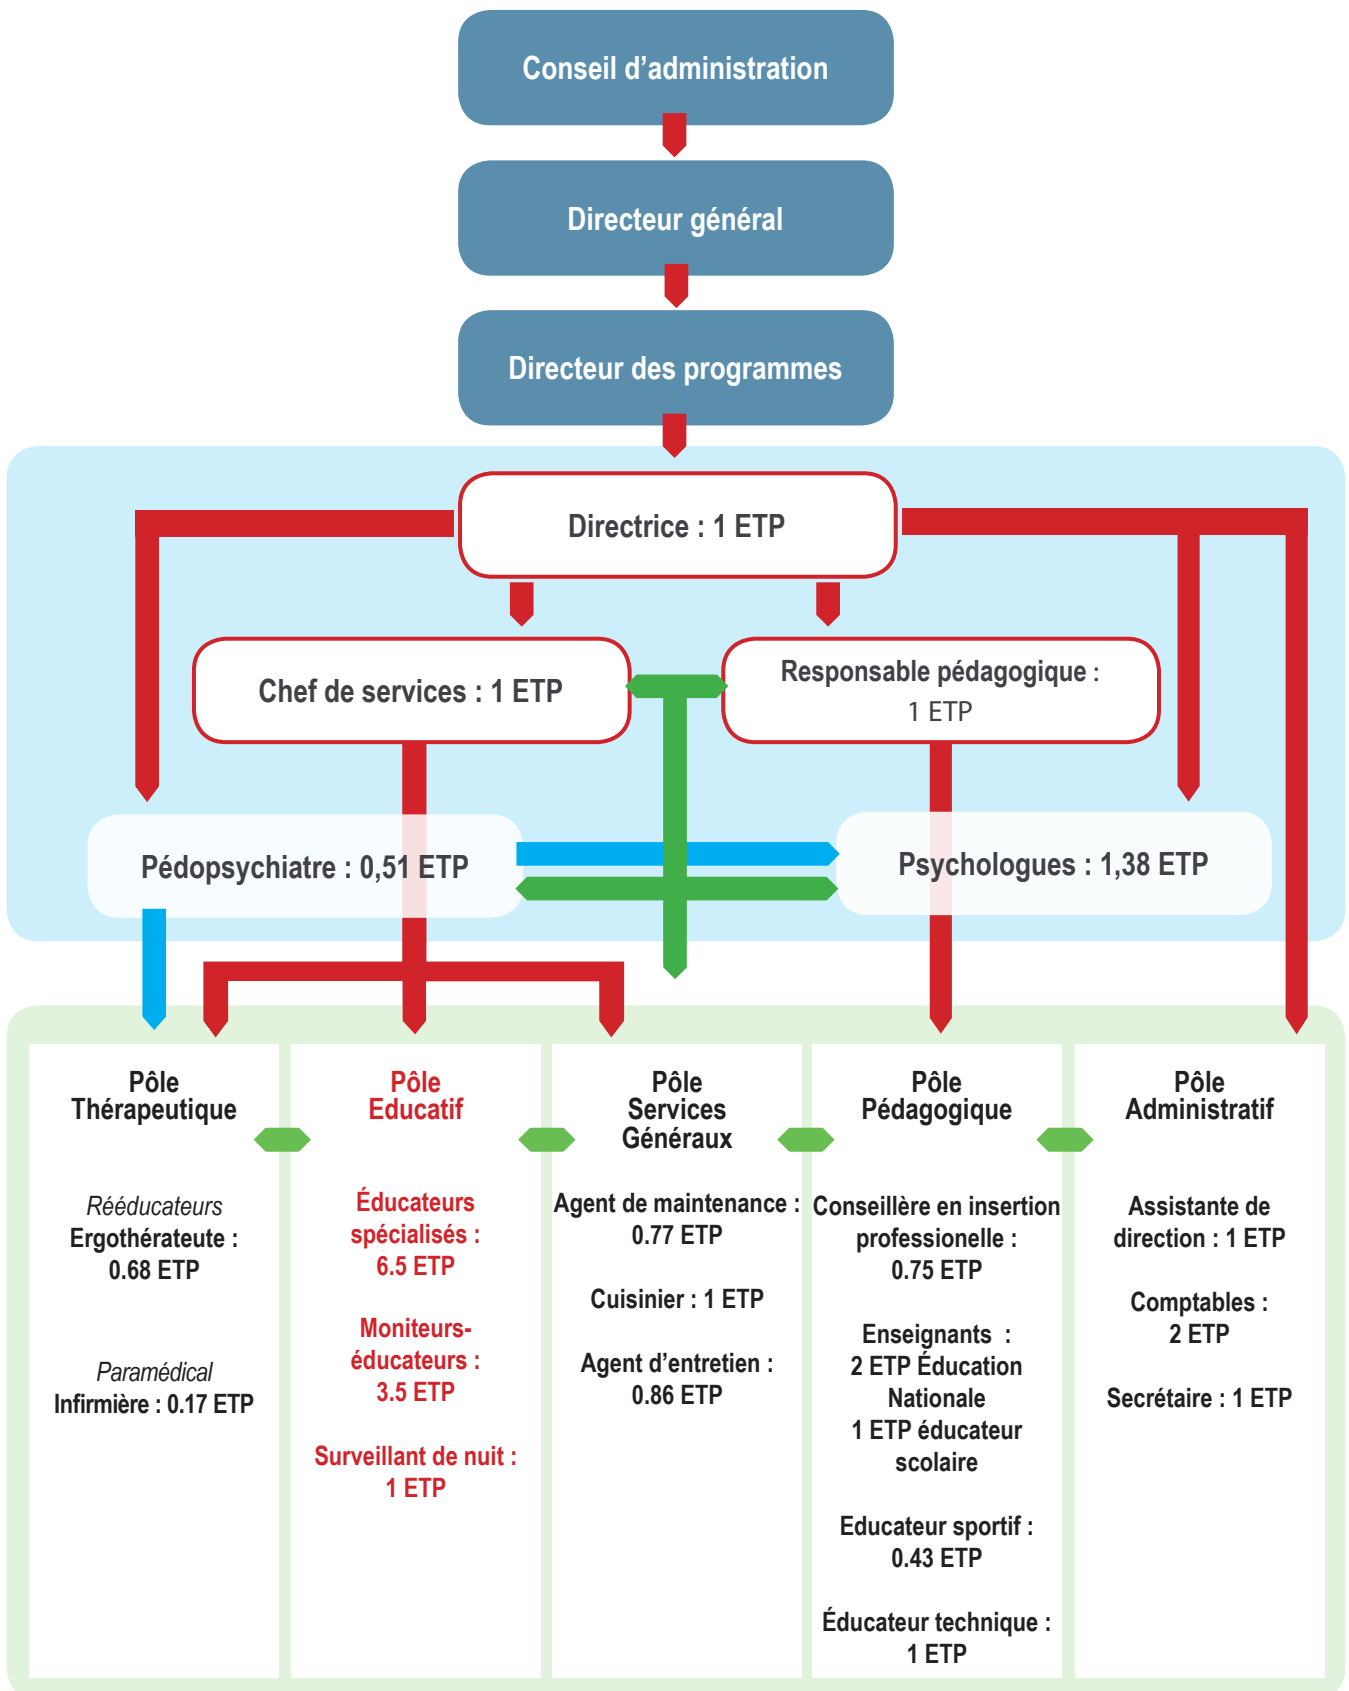 Conseil d’administration
Directeur général
Directeur des programmes
Directrice : 1 ETP
Chef de services : 1 ETP
Responsable pédagogique :
1 ETP
Pédopsychiatre : 0,51 ETP
Psychologues : 1,38 ETP
Pôle
Thérapeutique
Rééducateurs
Ergothérateute :
0.68 ETP
Paramédical
Infirmière : 0.17 ETP
Pôle
Educatif
Éducateurs
spécialisés :
6.5 ETP
Moniteurs-
éducateurs :
3.5 ETP
Surveillant de nuit :
1 ETP
Pôle
Services
Généraux
Agent de maintenance :
0.77 ETP
Cuisinier : 1 ETP
Agent d’entretien :
0.86 ETP
Pôle
Pédagogique
Conseillère en insertion
professionelle :
0.75 ETP
Enseignants :
2 ETP Éducation
Nationale
1 ETP éducateur
scolaire
Educateur sportif :
0.43 ETP
Éducateur technique :
1 ETP
Pôle
Administratif
Assistante de
direction : 1 ETP
Comptables :
2 ETP
Secrétaire : 1 ETP